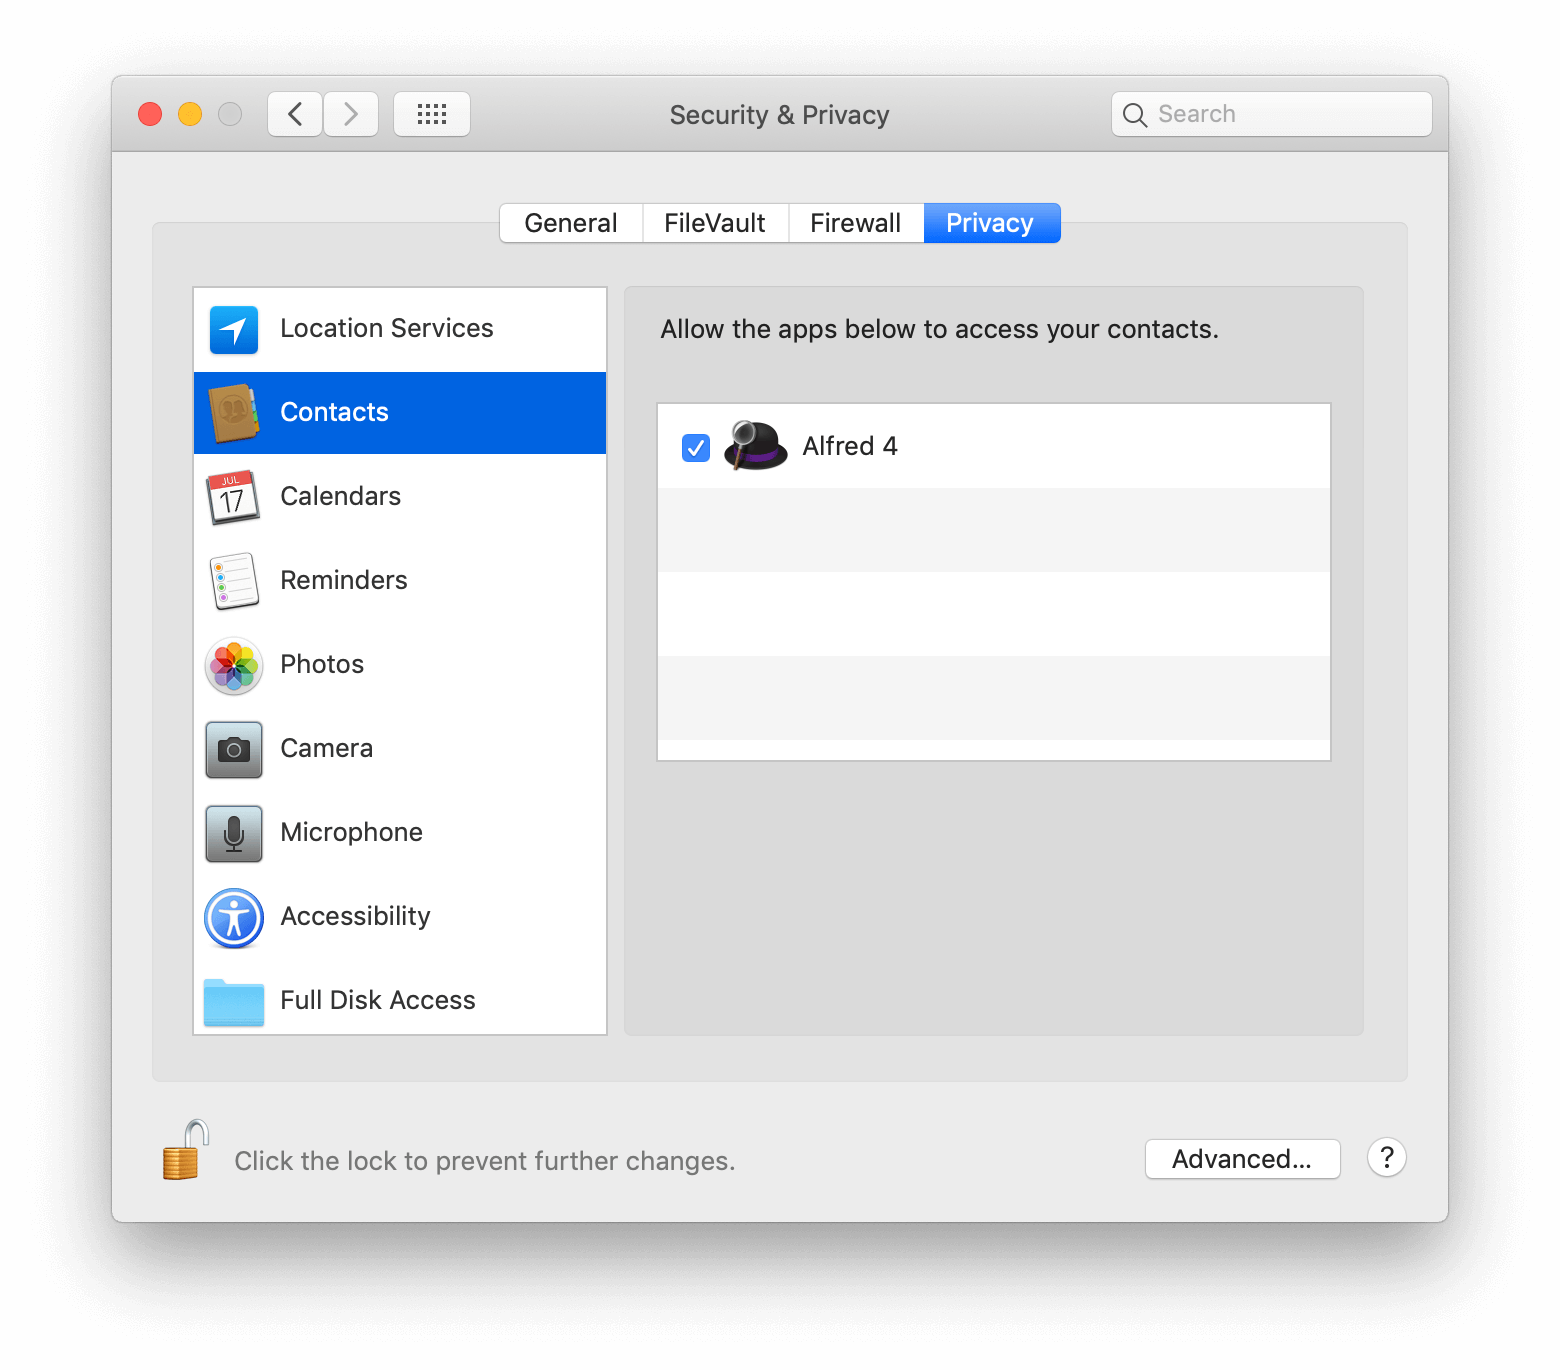 Security & Privacy
Search
General
FileVault
Firewall
Privacy
Location Services
Contacts
JUL
17
Calendars
Reminders
Photos
Camera
Microphone
Accessibility
Full Disk Access
Allow the apps below to access your contacts.
Alfred 4
Click the lock to prevent further changes.
Advanced...
?